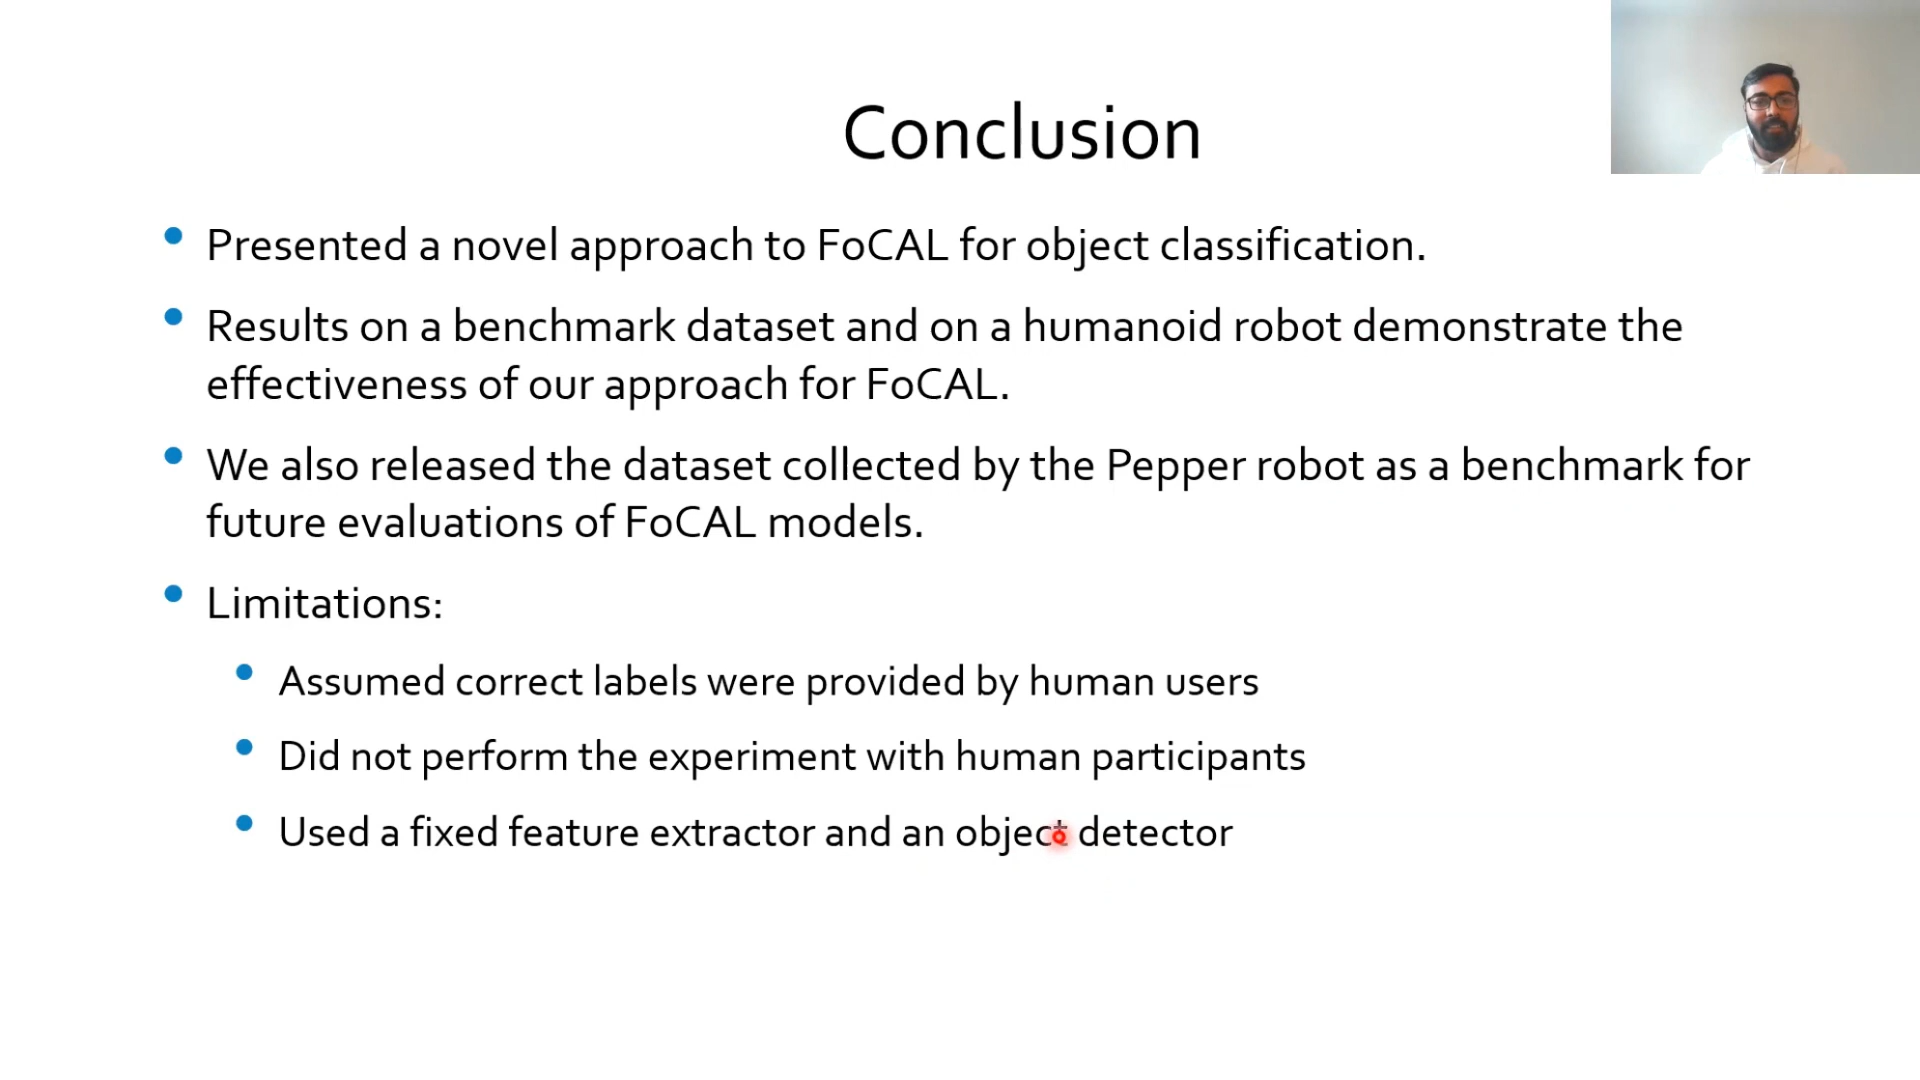 Conclusion
Presented a novel approach to FoCAL for object classification.
Results on a benchmark dataset and on a humanoid robot demonstrate the
effectiveness of our approach for FoCAL.
We also released the dataset collected by the Pepper robot as a benchmark for
future evaluations of FoCAL models.
Limitations:
Assumed correct labels were provided by human users
Did not perform the experiment with human participants
Used a fixed feature extractor and an object detector